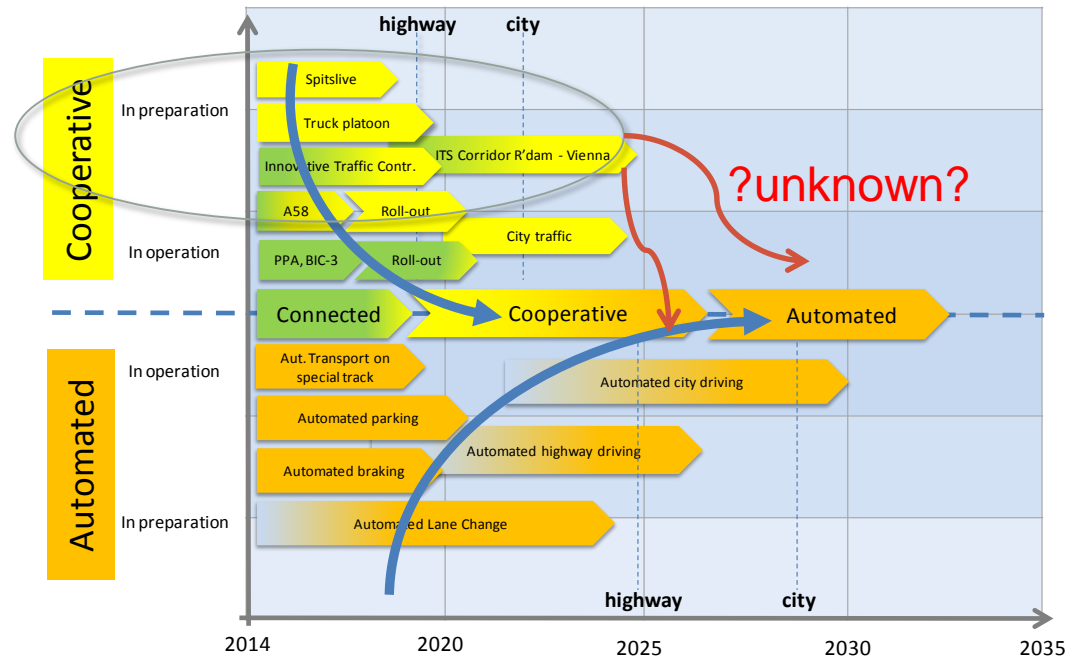 highway
city
Cooperative
In preparation
Spitslive
Truck platoon
Innovative Traffic Contr.
ITS Corridor R'dam - Vienna
?unknown?
A58
Roll-out
City traffic
In operation
PPA, BIC-3
Roll-out
Connected
Cooperative
Automated
Automated
In operation
Aut. Transport on
special track
Automated city driving
Automated parking
Automated highway driving
Automated braking
In preparation
Automated Lane Change
highway
city
2014
2020
2025
2030
2035